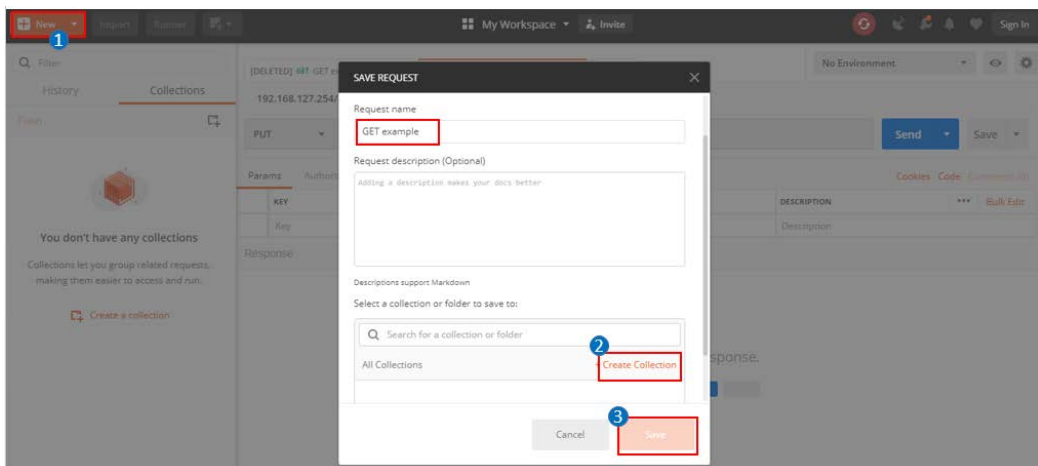 New
1
Import
Runner
My Workspace
Invite
Sign In
Filter
History
Collections
Trash
You don't have any collections
Collections let you group related requests,
making them easier to access and run.
Create a collection
[DELETED] GET GET
No Environment
192.168.127.254/
PUT
Send
Save
Params
Cookies Code
KEY
DESCRIPTION
Bulk Edit
Key
Description
Response
SAVE REQUEST
Request name
GET example
Request description (Optional)
Adding a description makes your docs better
Descriptions support Markdown
Select a collection or folder to save to:
Search for a collection or folder
2
All Collections
+ Create Collection
3
Cancel
Save
sponse.